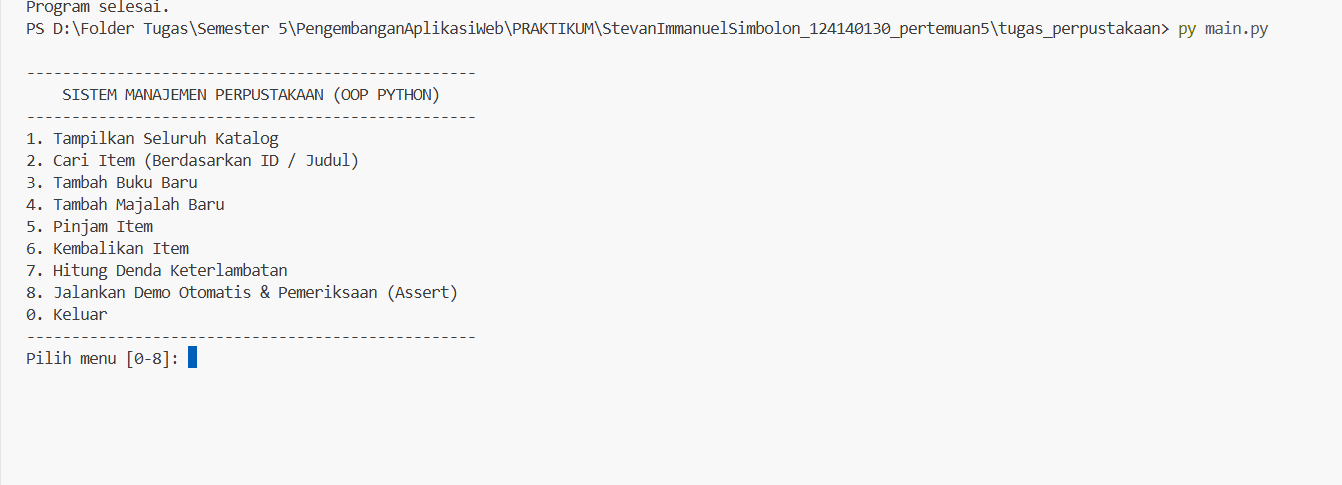 Program selesai.
PS D:\Folder Tugas\Semester 5\PengembanganAplikasiWeb\PRAKTIKUM\StevanImmanuelSimbolon_124140130_pertemuan5\tugas_perpustakaan> py main.py
--------------------------------------------------
SISTEM MANAJEMEN PERPUSTAKAAN (OOP PYTHON)
--------------------------------------------------
1. Tampilkan Seluruh Katalog
2. Cari Item (Berdasarkan ID / Judul)
3. Tambah Buku Baru
4. Tambah Majalah Baru
5. Pinjam Item
6. Kembalikan Item
7. Hitung Denda Keterlambatan
8. Jalankan Demo Otomatis & Pemeriksaan (Assert)
0. Keluar
--------------------------------------------------
Pilih menu [0-8]: